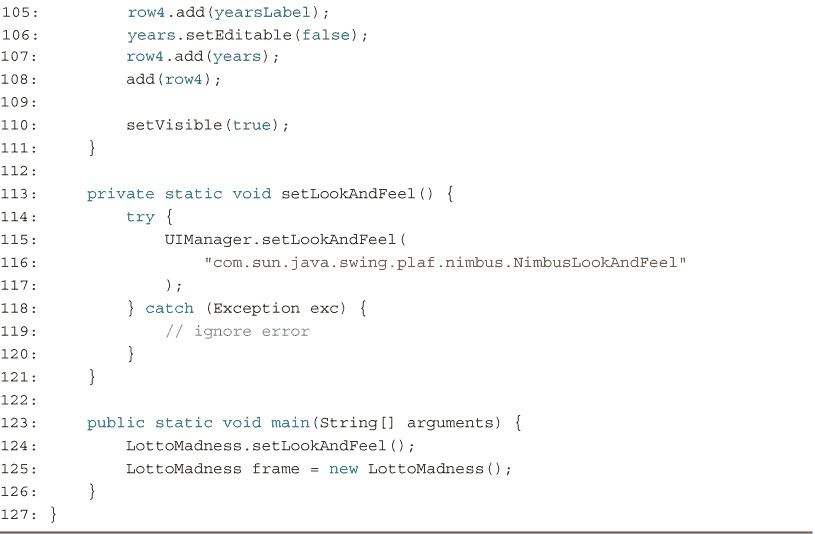 105:         row4.add(yearsLabel);
106:         years.setEditable(false);
107:         row4.add(years);
108:         add(row4);
109:
110:         setVisible(true);
111:     }
112:
113:     private static void setLookAndFeel() {
114:         try {
115:             UIManager.setLookAndFeel(
116:                 "com.sun.java.swing.plaf.nimbus.NimbusLookAndFeel"
117:             );
118:         } catch (Exception exc) {
119:             // ignore error
120:         }
121:     }
122:
123:     public static void main(String[] arguments) {
124:         LottoMadness.setLookAndFeel();
125:         LottoMadness frame = new LottoMadness();
126:     }
127: }